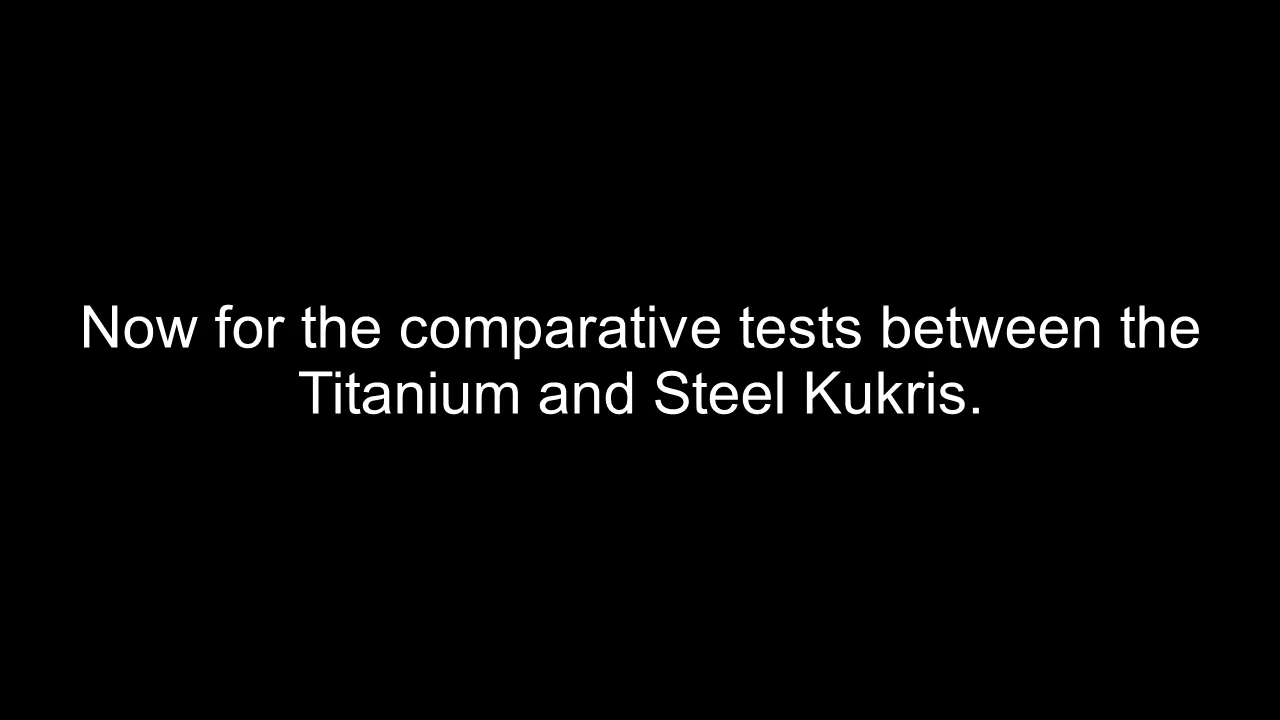 Now for the comparative tests between the
Titanium and Steel Kukris.